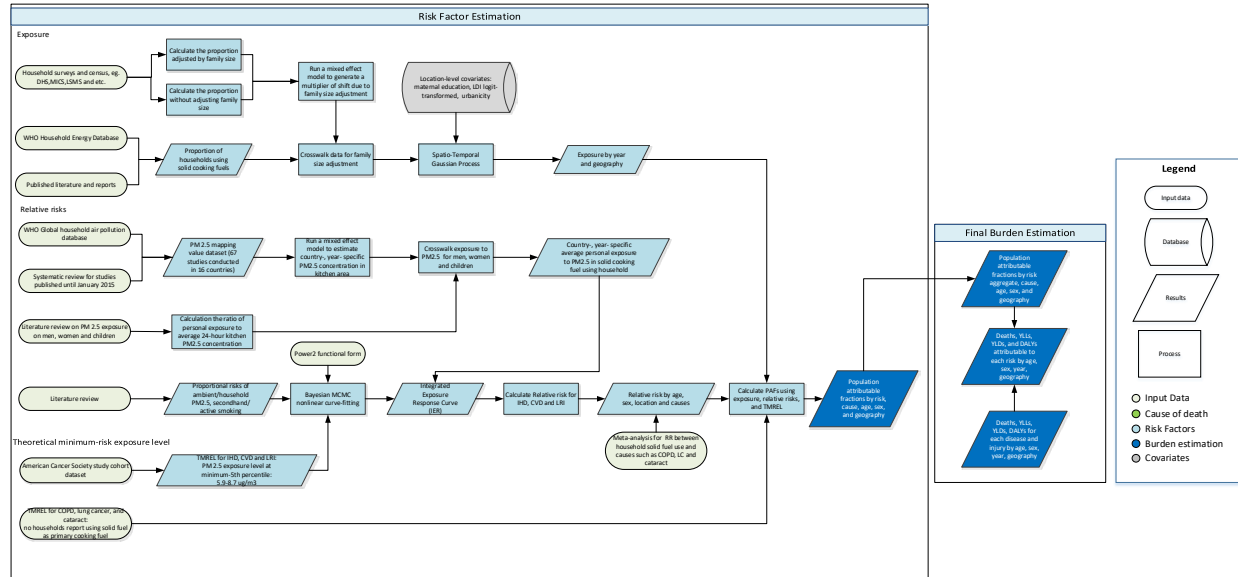 Risk Factor Estimation
Exposure
Household surveys and census, eg.
DHS,MICS,LSMS and etc.
Calculate the proportion
adjusted by family size
Calculate the proportion
without adjusting family
size
Run a mixed effect
model to generate a
multiplier of shift due to
family size adjustment
Location-level covariates:
maternal education, LDI logit-
transformed, urbanicity
WHO Household Energy Database
Published literature and reports
Proportion of
households using
solid cooking fuels
Crosswalk data for family
size adjustment
Spatio-Temporal
Gaussian Process
Exposure by year
and geography
Relative risks
WHO Global household air pollution
database
Systematic review for studies
published until January 2015
PM 2.5 mapping
value dataset (67
studies conducted
in 16 countries)
Run a mixed effect
model to estimate
country-, year- specific
PM2.5 concentration in
kitchen area
Crosswalk exposure to
PM2.5 for men, women
and children
Country-, year- specific
average personal exposure
to PM2.5 in solid cooking
fuel using household
Literature review on PM 2.5 exposure
on men, women and children
Calculation the ratio of
personal exposure to
average 24-hour kitchen
PM2.5 concentration
Power2 functional form
Literature review
Proportional risks of
ambient/household
PM2.5, secondhand/
active smoking
Bayesian MCMC
nonlinear curve-fitting
Integrated
Exposure
Response Curve
(IER)
Calculate Relative risk for
IHD, CVD and LRI
Relative risk by age,
sex, location and causes
Calculate PAFs using
exposure, relative risks,
and TMREL
Population
attributable
fractions by risk,
cause, age, sex, and
geography
Meta-analysis for RR between
household solid fuel use and
causes such as COPD, LC and
cataract
Theoretical minimum-risk exposure level
American Cancer Society study cohort
dataset
TMREL for IHD, CVD and LRI:
PM 2.5 exposure level at
minimum-5th percentile:
5.9-8.7 ug/m3
TMREL for COPD, lung cancer, and
cataract:
no households report using solid fuel
as primary cooking fuel
Final Burden Estimation
Population
attributable
fractions by risk
aggregate, cause,
age, sex, and
geography
Deaths, YLLs,
YLDs, and DALYs
attributable to
each risk by age,
sex, year,
geography
Deaths, YLLs,
YLDs, DALYs for
each disease and
injury by age, sex,
year, geography
Legend
Input data
Database
Results
Process
Input Data
Cause of death
Risk Factors
Burden estimation
Covariates